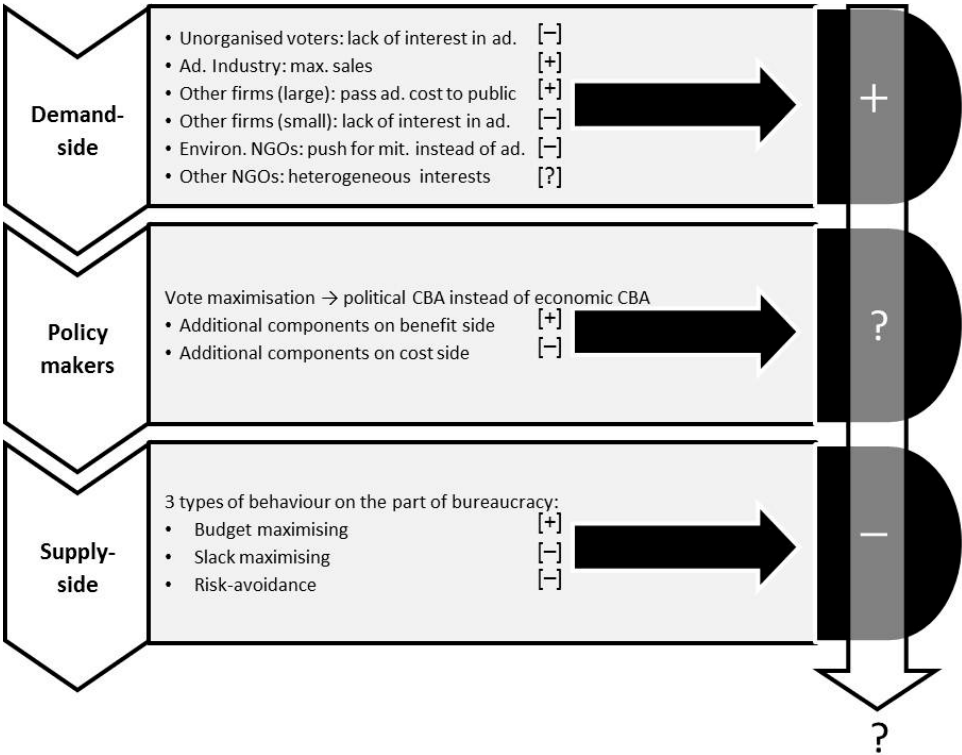 Demand-
side
• Unorganised voters: lack of interest in ad. [−]
• Ad. Industry: max. sales [+]
• Other firms (large): pass ad. cost to public [+]
• Other firms (small): lack of interest in ad. [−]
• Environ. NGOs: push for mit. instead of ad. [−]
• Other NGOs: heterogeneous interests [?]
+
Policy
makers
Vote maximisation → political CBA instead of economic CBA
• Additional components on benefit side [+]
• Additional components on cost side [−]
?
Supply-
side
3 types of behaviour on the part of bureaucracy:
• Budget maximising [+]
• Slack maximising [−]
• Risk-avoidance [−]
−
?